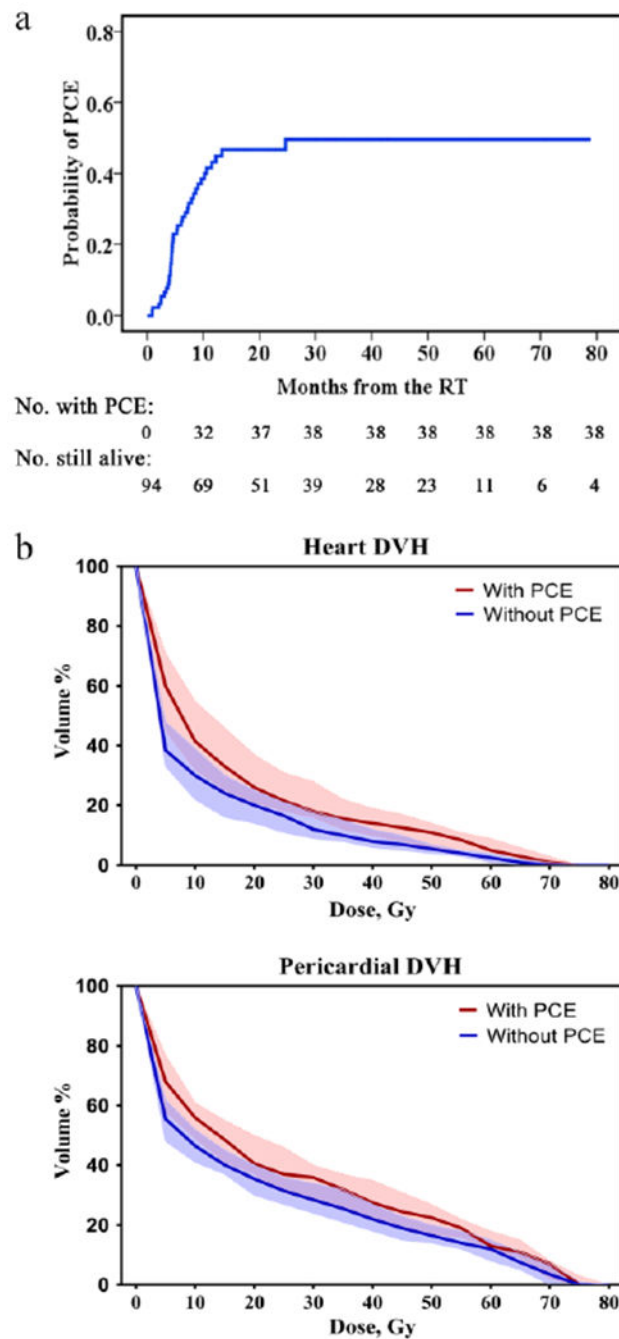 a
0.8
0.6
0.4
0.2
0.0
Probability of PCE
0 10 20 30 40 50 60 70 80
Months from the RT
No. with PCE:
0 32 37 38 38 38 38 38 38
No. still alive:
94 69 51 39 28 23 11 6 4
b
Heart DVH
100
80
60
40
20
0
Volume %
With PCE
Without PCE
0 10 20 30 40 50 60 70 80
Dose, Gy
Pericardial DVH
100
80
60
40
20
0
Volume %
With PCE
Without PCE
0 10 20 30 40 50 60 70 80
Dose, Gy